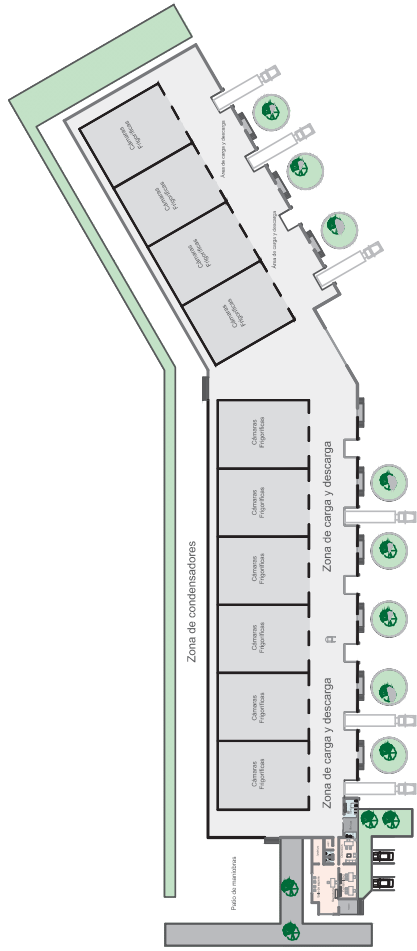 Cámaras
Frigoríficas
Cámaras
Frigoríficas
Cámaras
Frigoríficas
Cámaras
Frigoríficas
Área de carga y descarga
Área de carga y descarga
Cámaras
Frigoríficas
Cámaras
Frigoríficas
Cámaras
Frigoríficas
Cámaras
Frigoríficas
Cámaras
Frigoríficas
Cámaras
Frigoríficas
Zona de carga y descarga
Zona de carga y descarga
Zona de condensadores
Patio de maniobras